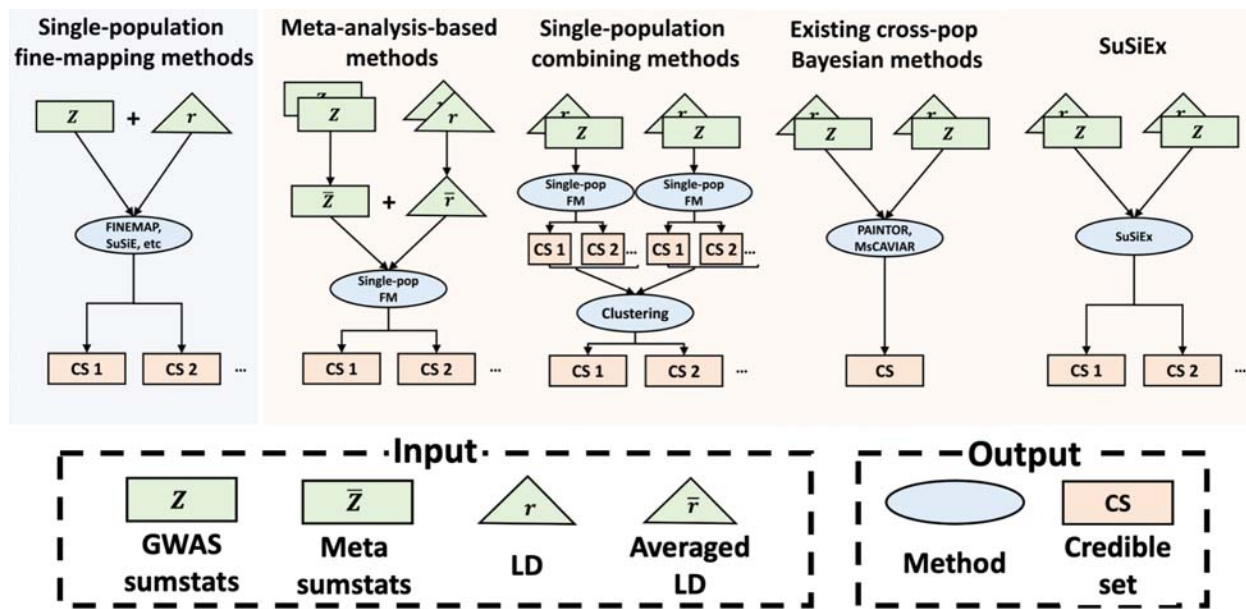 Single-population
fine-mapping methods
Z + r
FINEMAP,
SuSiE, etc
CS 1 CS 2 ...
Meta-analysis-based
methods
Z r
Z̅ + r̅
Single-pop
FM
CS 1 CS 2 ...
Single-population
combining methods
r r
Z Z
Single-pop Single-pop
FM FM
CS 1 CS 2 ... CS 1 CS 2 ...
Clustering
CS 1 CS 2 ...
Existing cross-pop
Bayesian methods
r r
Z Z
PAINTOR,
MsCAVIAR
CS
SuSiEx
r r
Z Z
SuSiEx
CS 1 CS 2 ...
Input
Z Z̅ r r̅
GWAS Meta LD Averaged
sumstats sumstats LD
Output
CS
Method Credible
set